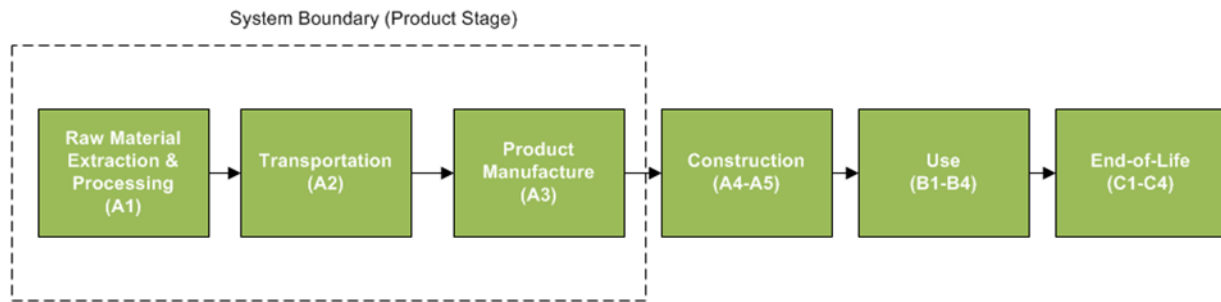 System Boundary (Product Stage)
Raw Material
Extraction &
Processing
(A1)
Transportation
(A2)
Product
Manufacture
(A3)
Construction
(A4-A5)
Use
(B1-B4)
End-of-Life
(C1-C4)